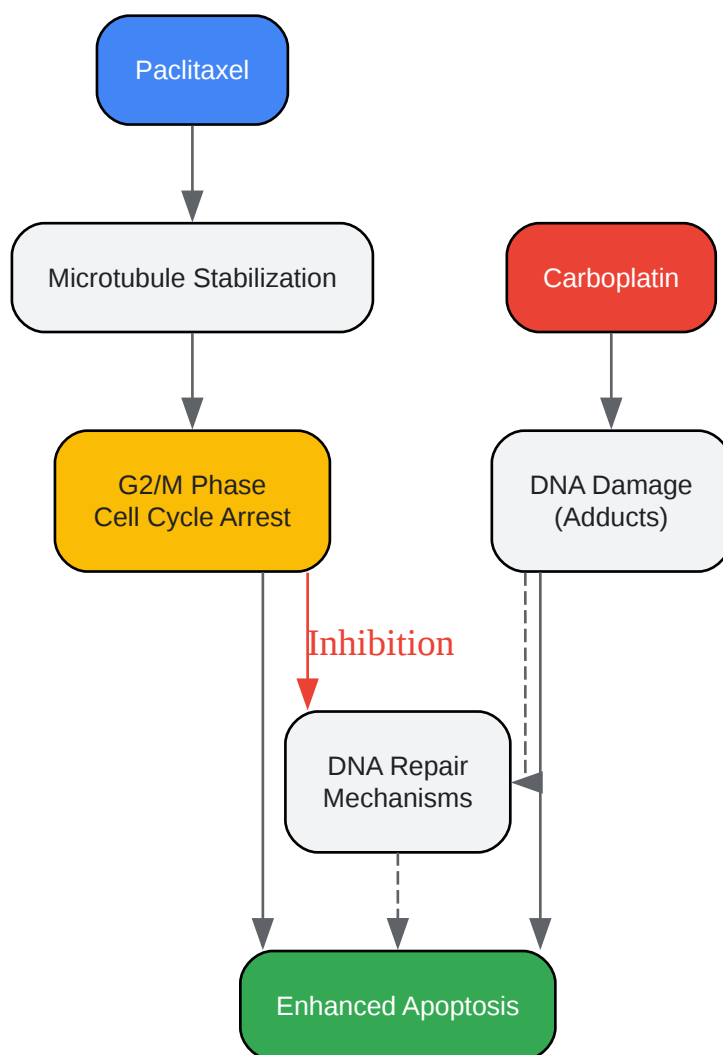 Paclitaxel
Microtubule Stabilization
Carboplatin
G2/M Phase
Cell Cycle Arrest
DNA Damage
(Adducts)
Inhibition
DNA Repair
Mechanisms
Enhanced Apoptosis